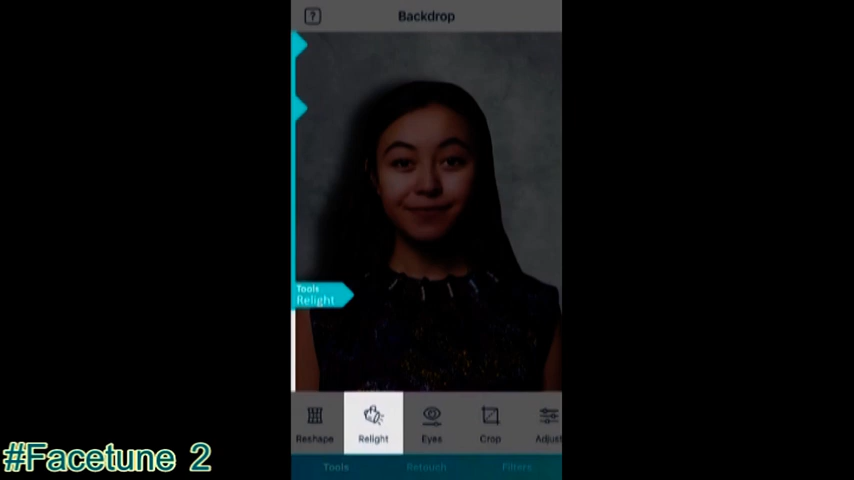 ?
Backdrop
Tools
Relight
Reshape
Relight
Eyes
Crop
Adjust
Tools
Retouch
Filters
#Facetune 2